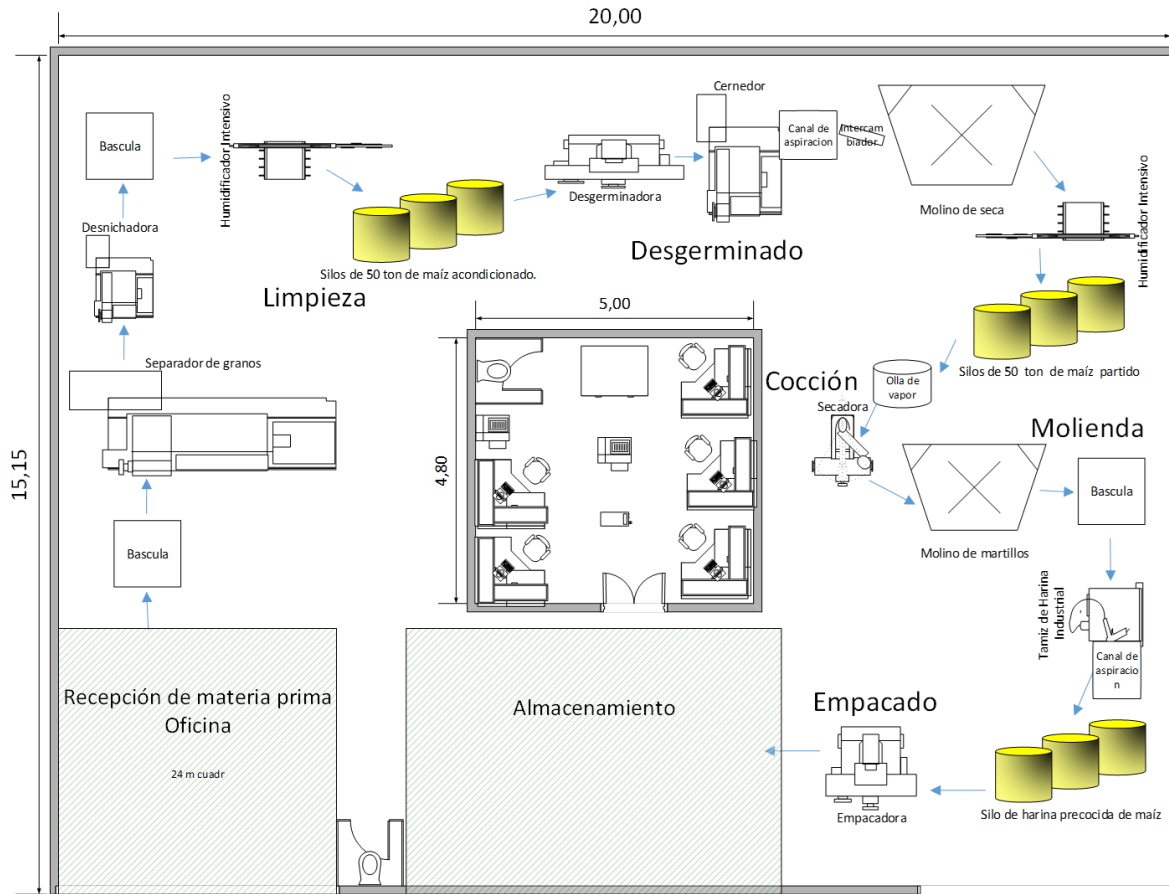 20,00
15,15
Bascula
Humidificador Intensivo
Desnichadora
Silos de 50 ton de maíz acondicionado.
Limpieza
Separador de granos
Bascula
Recepción de materia prima
Oficina
24 m cuadr
Desgerminadora
Cernedor
Canal de
aspiracion
Intercam
biador
Desgerminado
Molino de seca
Humidificador Intensivo
Silos de 50 ton de maíz partido
5,00
4,80
Cocción
Olla de
vapor
Secadora
Molienda
Molino de martillos
Bascula
Tamiz de Harina
Industrial
Canal de
aspiracio
n
Silo de harina precocida de maíz
Empacado
Empacadora
Almacenamiento